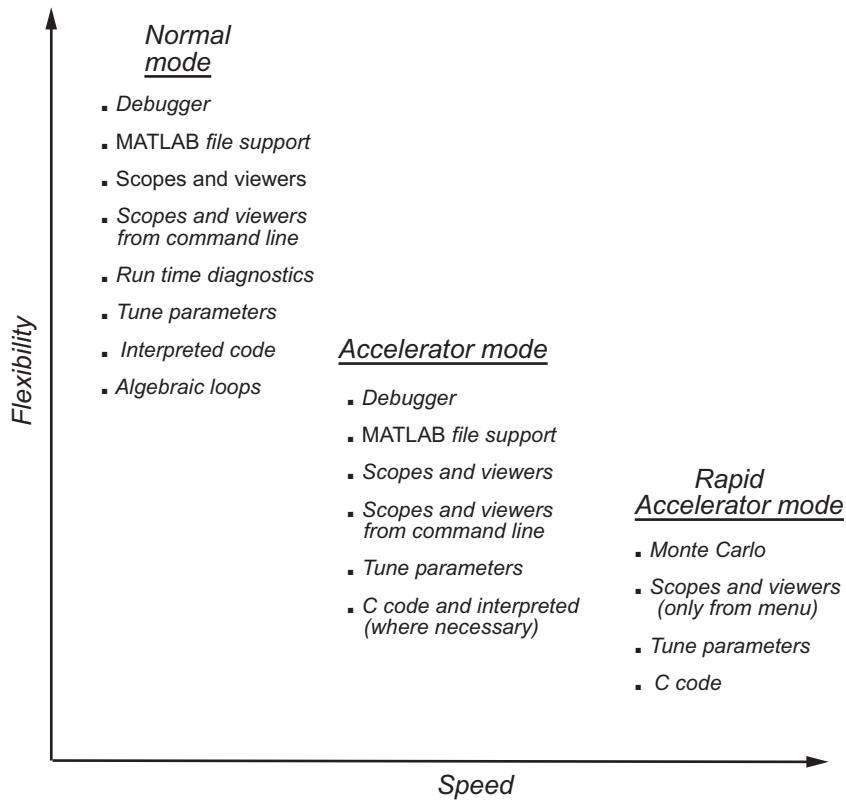 Normal
mode
▪ Debugger
▪ MATLAB file support
▪ Scopes and viewers
▪ Scopes and viewers
from command line
▪ Run time diagnostics
▪ Tune parameters
▪ Interpreted code
▪ Algebraic loops
Accelerator mode
▪ Debugger
▪ MATLAB file support
▪ Scopes and viewers
▪ Scopes and viewers
from command line
▪ Tune parameters
▪ C code and interpreted
(where necessary)
Rapid
Accelerator mode
▪ Monte Carlo
▪ Scopes and viewers
(only from menu)
▪ Tune parameters
▪ C code
Flexibility
Speed